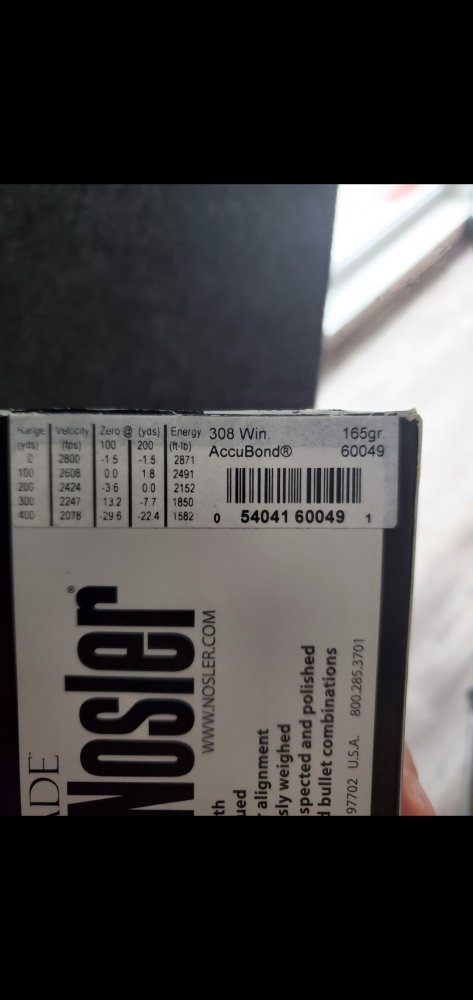 Range Velocity Zero @ (yds) Energy
(yds) (fps) 100 200 (ft-lb)
0 2800 -1.5 -1.5 2871
100 2608 0.0 1.8 2491
200 2424 -3.6 0.0 2152
300 2247 13.2 -7.7 1850
400 2078 -29.6 -22.4 1582
308 Win. 165gr.
AccuBond® 60049
0 54041 60049 1
ADE™
Nosler®
WWW.NOSLER.COM
th
ued
r alignment
sly weighed
spected and polished
d bullet combinations
97702 U.S.A. 800.285.3701